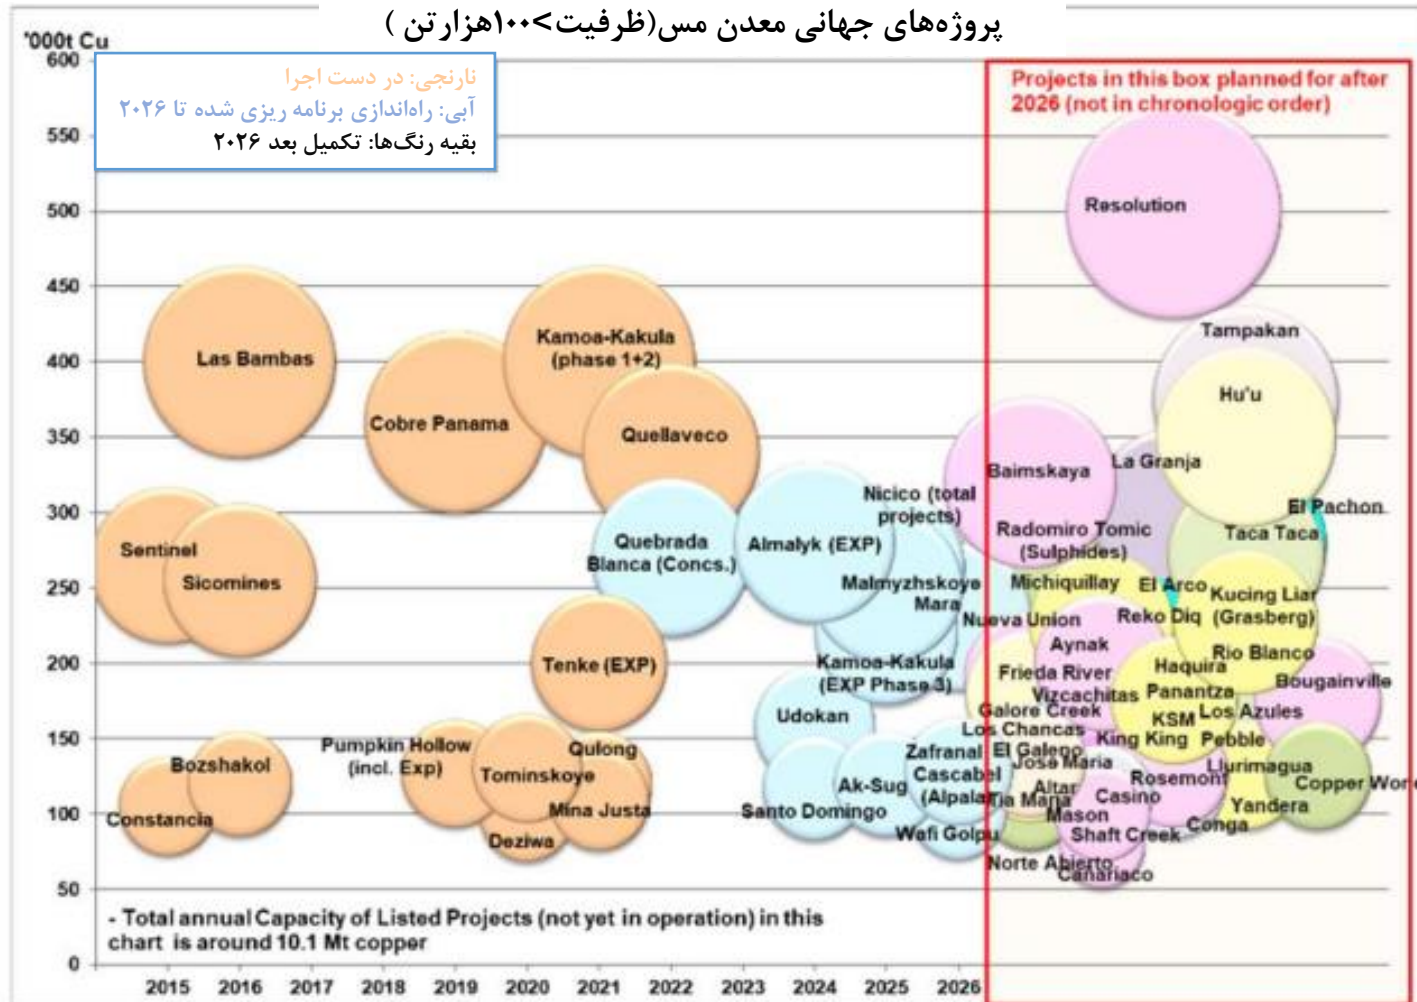 پروژه‌های جهانی معدن مس(ظرفیت>۱۰۰هزارتن )
'000t Cu
600
550
500
450
400
350
300
250
200
150
100
50
0
نارنجی: در دست اجرا
آبی: راه‌اندازی برنامه ریزی شده تا ۲۰۲۶
بقیه رنگ‌ها: تکمیل بعد ۲۰۲۶
Projects in this box planned for after
2026 (not in chronologic order)
Resolution
Tampakan
Hu'u
Las Bambas
Kamoa-Kakula
(phase 1+2)
Cobre Panama
Quellaveco
Baimskaya
La Granja
Nicico (total
projects)
El Pachon
Taca Taca
Radomiro Tomic
(Sulphides)
Sentinel
Sicomines
Quebrada
Blanca (Concs.)
Almalyk (EXP)
Malmyzhskoye
Mara
Michiquillay
El Arco
Kucing Liar
(Grasberg)
Nueva Union
Reko Diq
Aynak
Tenke (EXP)
Kamoa-Kakula
(EXP Phase 3)
Frieda River
Haquira
Rio Blanco
Bougainville
Vizcachitas
Panantza
Udokan
Galore Creek
KSM
Los Azules
Los Chancas
King King
Pebble
Bozshakol
Pumpkin Hollow
(incl. Exp)
Tominskoye
Qulong
Zafranal
El Galeno
Jose Maria
Llurimagua
Cascabel
(Alpala)
Rosemont
Copper Wor
Constancia
Mina Justa
Deziwa
Santo Domingo
Ak-Sug
Tia Maria
Altar
Casino
Yandera
Mason
Wafi Golpu
Shaft Creek
Conga
Norte Abierto
Canariaco
- Total annual Capacity of Listed Projects (not yet in operation) in this
chart is around 10.1 Mt copper
2015 2016 2017 2018 2019 2020 2021 2022 2023 2024 2025 2026